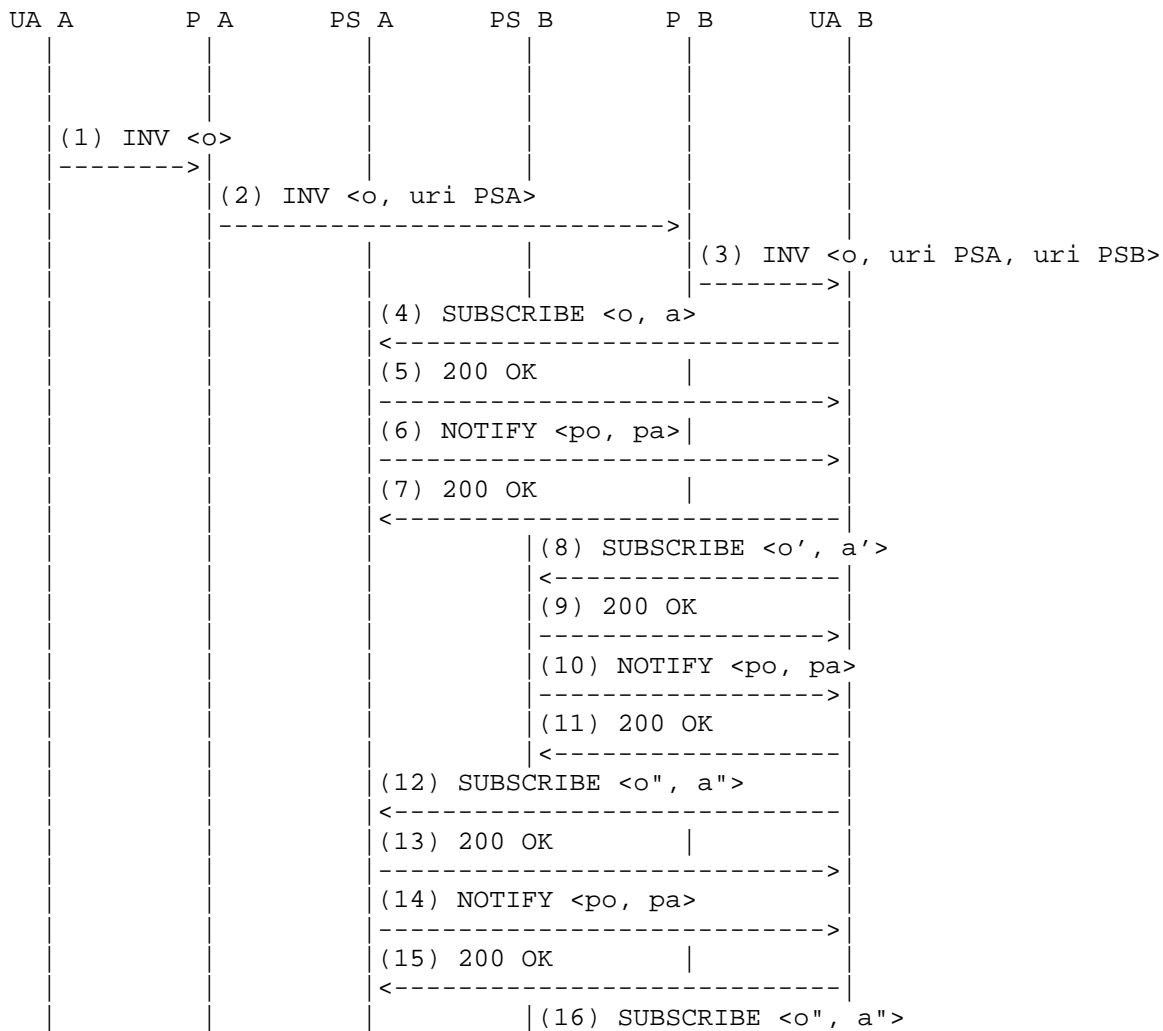 UA A P A PS A PS B P B UA B
(1) INV <o>
(2) INV <o, uri PSA>
(3) INV <o, uri PSA, uri PSB>
(4) SUBSCRIBE <o, a>
(5) 200 OK
(6) NOTIFY <po, pa>
(7) 200 OK
(8) SUBSCRIBE <o’, a’>
(9) 200 OK
(10) NOTIFY <po, pa>
(11) 200 OK
(12) SUBSCRIBE <o", a">
(13) 200 OK
(14) NOTIFY <po, pa>
(15) 200 OK
(16) SUBSCRIBE <o", a">